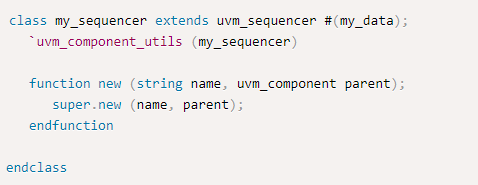 class my_sequencer extends uvm_sequencer #(my_data);
`uvm_component_utils (my_sequencer)
function new (string name, uvm_component parent);
super.new (name, parent);
endfunction
endclass